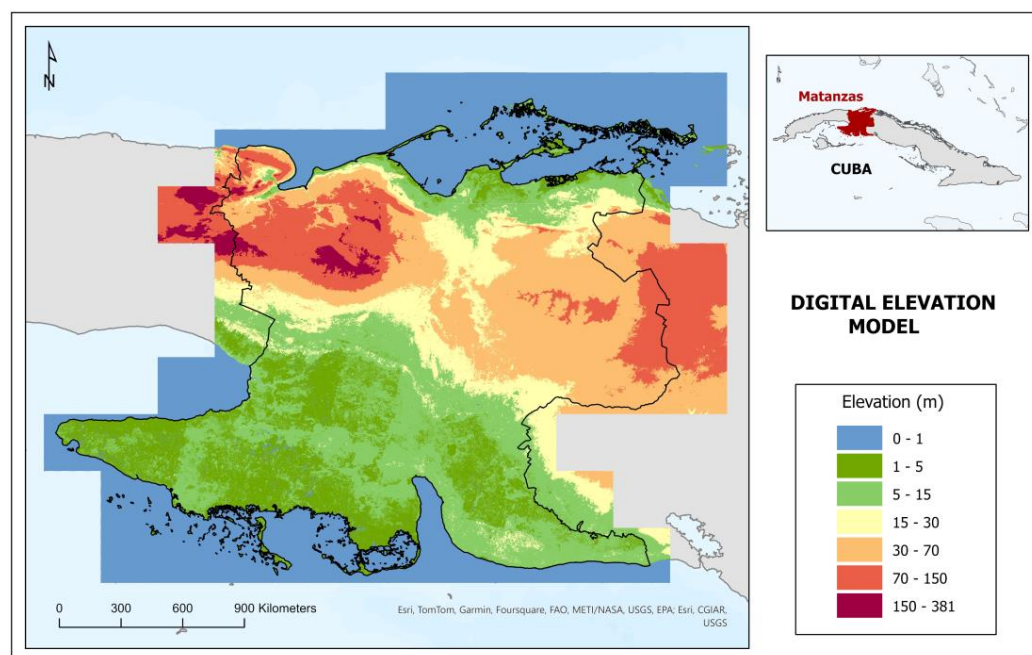 N
0 300 600 900 Kilometers
Esri, TomTom, Garmin, Foursquare, FAO, METI/NASA, USGS, EPA; Esri, CGIAR,
USGS
N
Matanzas
CUBA
DIGITAL ELEVATION
MODEL
Elevation (m)
0 - 1
1 - 5
5 - 15
15 - 30
30 - 70
70 - 150
150 - 381